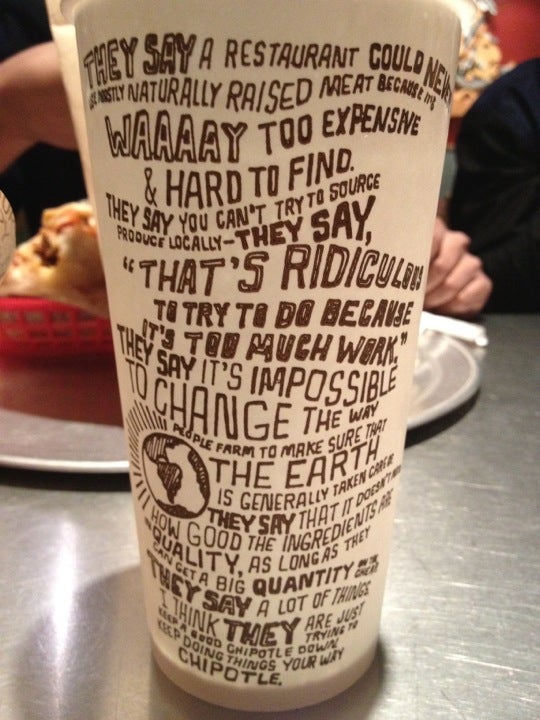 THEY SAY A RESTAURANT COULD
MOSTLY NATURALLY RAISED MEAT BECAUSE IT'S
WAAAAY TOO EXPENSIVE
& HARD TO FIND.
THEY SAY YOU CAN'T TRY TO SOURCE
PRODUCE LOCALLY-THEY SAY,
"THAT'S RIDICULOUS
TO TRY TO DO BECAUSE
IT'S TOO MUCH WORK."
THEY SAY IT'S IMPOSSIBLE
TO CHANGE THE WAY
PEOPLE FARM TO MAKE SURE THAT
THE EARTH
IS GENERALLY TAKEN CARE OF.
THEY SAY THAT IT DOESN'T
HOW GOOD THE INGREDIENTS ARE
IN QUALITY, AS LONG AS THEY
CAN GET A BIG QUANTITY
THEY SAY A LOT OF THINGS
I THINK THEY ARE JUST
TRYING TO
KEEP A GOOD CHIPOTLE DOWN.
KEEP DOING THINGS YOUR WAY
CHIPOTLE.